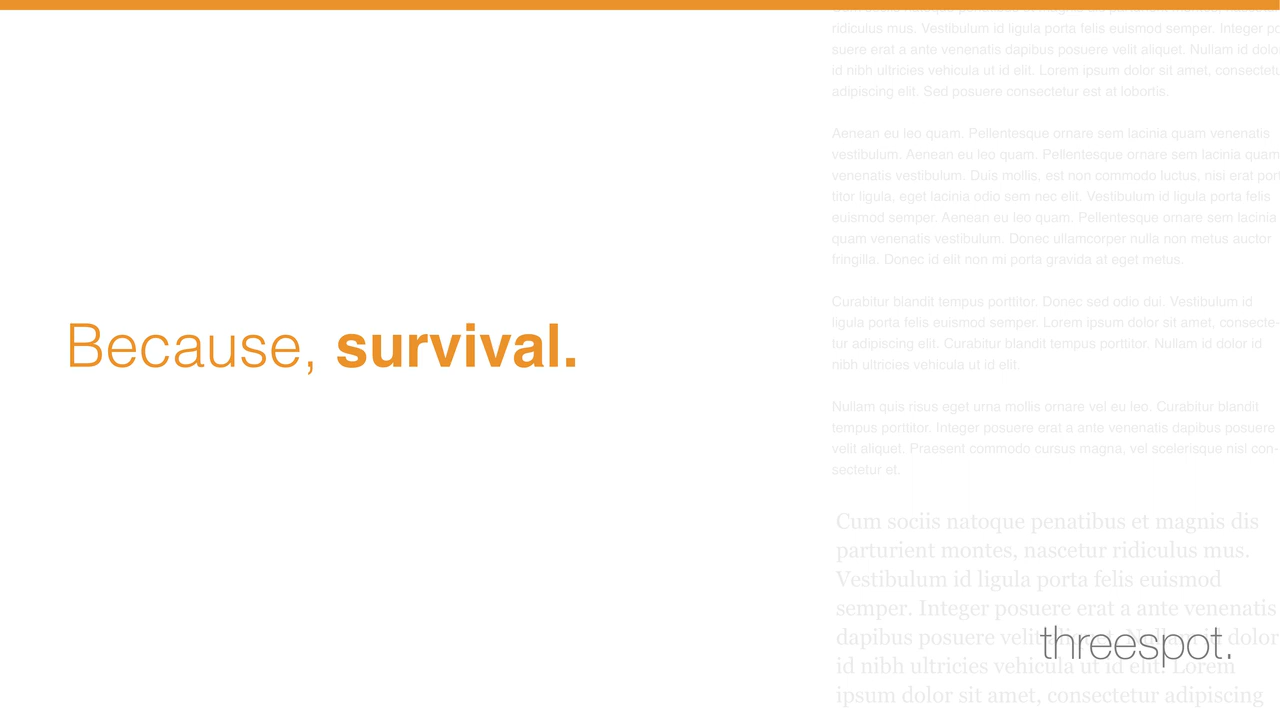 Because, survival.
ridiculus mus. Vestibulum id ligula porta felis euismod semper. Integer
suere erat a ante venenatis dapibus posuere velit aliquet. Nullam id
id nibh ultricies vehicula ut id elit. Lorem ipsum dolor sit amet,
adipiscing elit. Sed posuere consectetur est at lobortis.
Aenean eu leo quam. Pellentesque ornare sem lacinia quam venenatis
vestibulum. Aenean eu leo quam. Pellentesque ornare sem lacinia quam
venenatis vestibulum. Duis mollis, est non commodo luctus, nisi erat
titor ligula, eget lacinia odio sem nec elit. Vestibulum id ligula porta felis
euismod semper. Aenean eu leo quam. Pellentesque ornare sem lacinia
quam venenatis vestibulum. Donec ullamcorper nulla non metus auctor
fringilla. Donec id elit non mi porta gravida at eget metus.
Curabitur blandit tempus porttitor. Donec sed odio dui. Vestibulum id
ligula porta felis euismod semper. Lorem ipsum dolor sit amet, consecte-
tur adipiscing elit. Curabitur blandit tempus porttitor. Nullam id dolor id
nibh ultricies vehicula ut id elit.
Nullam quis risus eget urna mollis ornare vel eu leo. Curabitur blandit
tempus porttitor. Integer posuere erat a ante venenatis dapibus posuere
velit aliquet. Praesent commodo cursus magna, vel scelerisque nisi con-
sectetur et.
Cum sociis natoque penatibus et magnis dis
parturient montes, nascetur ridiculus mus.
Vestibulum id ligula porta felis euismod
semper. Integer posuere erat a ante venenatis
dapibus posuere velit aliquet. Nullam id dolor
id nibh ultricies vehicula ut id elit. Lorem
ipsum dolor sit amet, consectetur adipiscing
threespot.